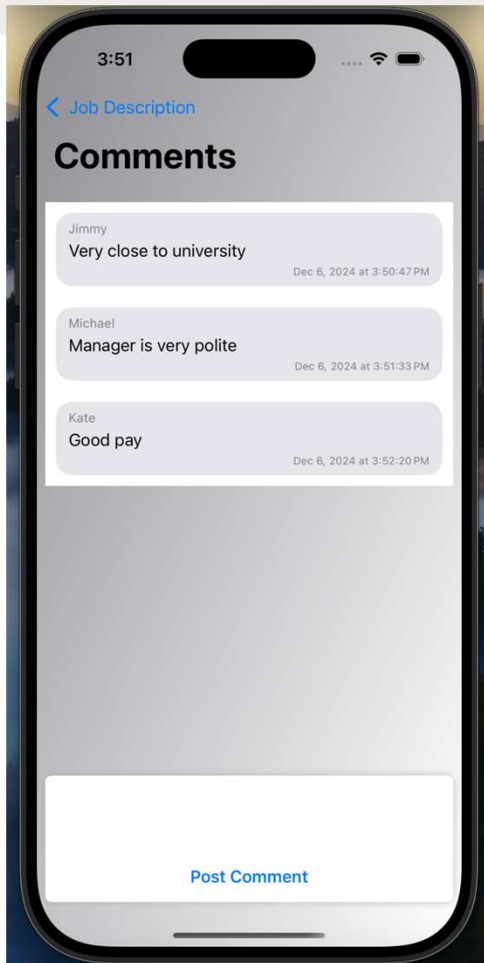 3:51
Job Description
Comments
Jimmy
Very close to university
Dec 6, 2024 at 3:50:47 PM
Michael
Manager is very polite
Dec 6, 2024 at 3:51:33 PM
Kate
Good pay
Dec 6, 2024 at 3:52:20 PM
Post Comment